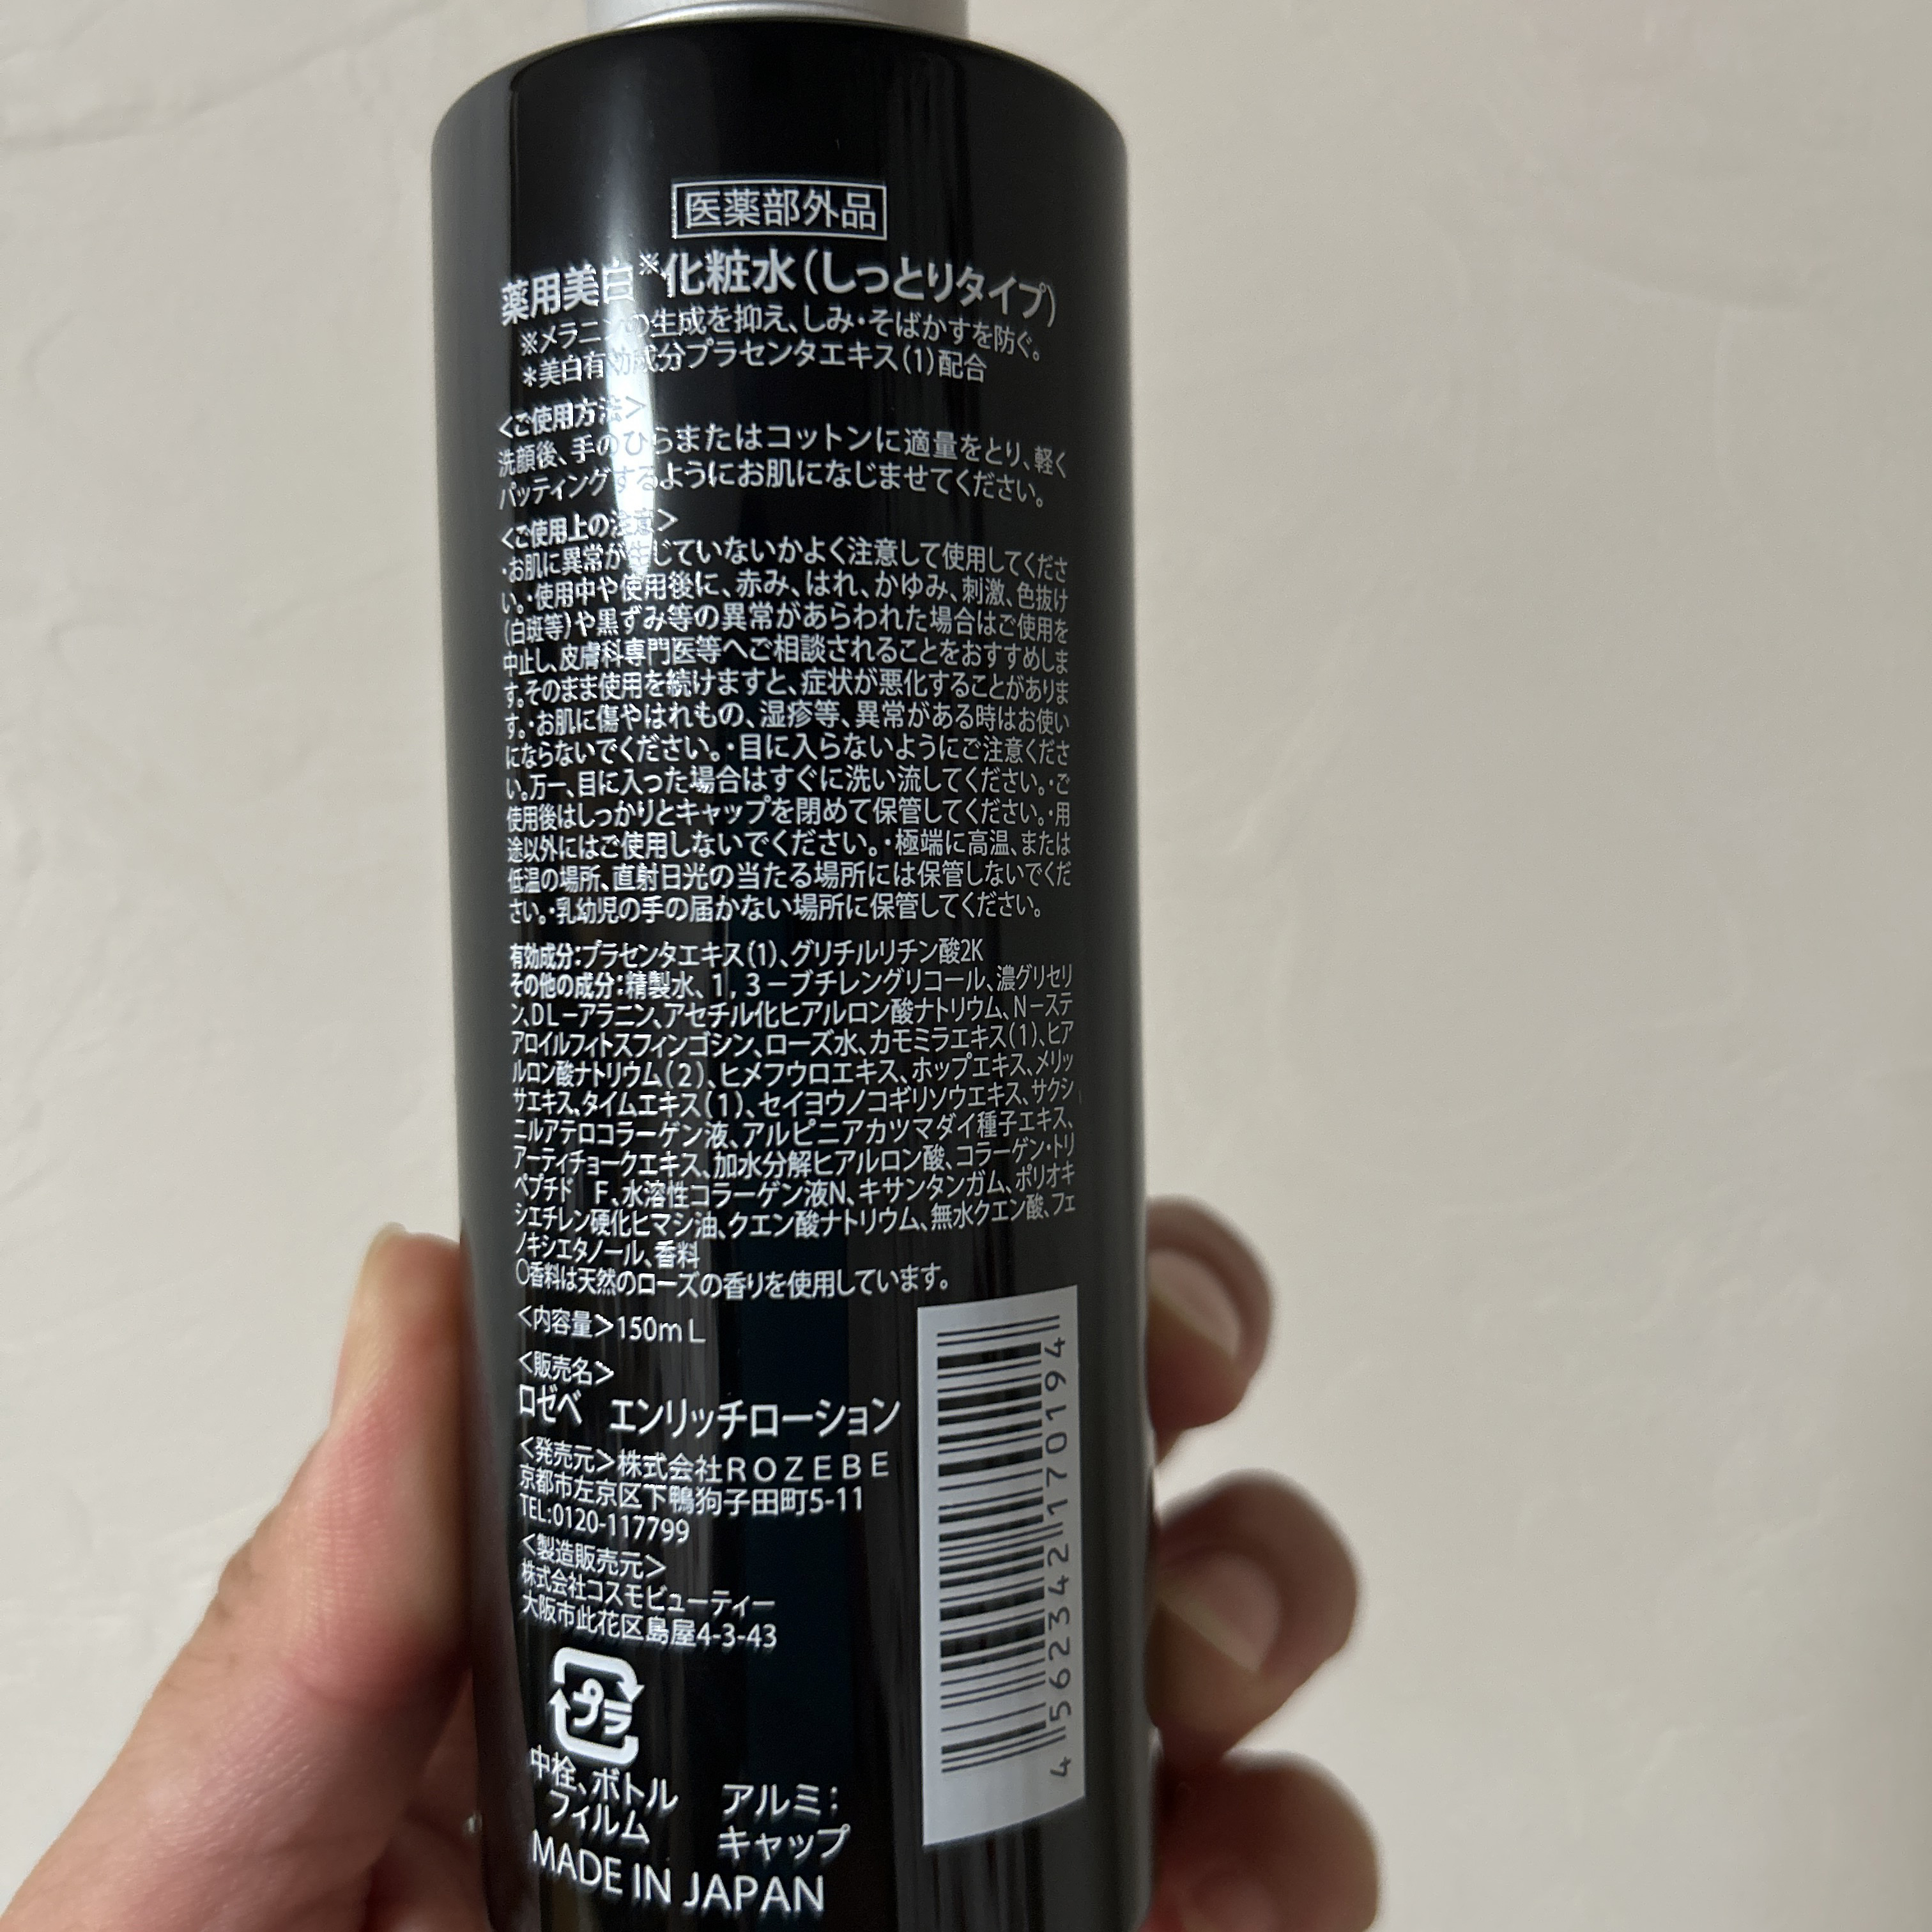 医薬部外品
薬用美白※化粧水(しっとりタイプ)
※メラニンの生成を抑え、しみ・そばかすを防ぐ。
*美白有効成分プラセンタエキス(1)配合
<ご使用方法>
洗顔後、手のひらまたはコットンに適量をとり、軽く
パッティングするようにお肌になじませてください。
<ご使用上の注意>
・お肌に異常が生じていないかよく注意して使用してくださ
い。・使用中や使用後に、赤み、はれ、かゆみ、刺激、色抜け
(白斑等)や黒ずみ等の異常があらわれた場合はご使用を
中止し、皮膚科専門医等へご相談されることをおすすめしま
す。そのまま使用を続けますと、症状が悪化することがありま
す。・お肌に傷やはれもの、湿疹等、異常がある時はお使い
にならないでください。・目に入らないようにご注意くださ
い。万一、目に入った場合はすぐに洗い流してください。・ご
使用後はしっかりとキャップを閉めて保管してください。・用
途以外にはご使用しないでください。・極端に高温、または
低温の場所、直射日光の当たる場所には保管しないでくだ
さい。・乳幼児の手の届かない場所に保管してください。
有効成分:プラセンタエキス(1)、グリチルリチン酸2K
その他の成分:精製水、1,3-ブチレングリコール、濃グリセリ
ン、DL-アラニン、アセチル化ヒアルロン酸ナトリウム、N-ステ
アロイルフィトスフィンゴシン、ローズ水、カモミラエキス(1)、ヒア
ルロン酸ナトリウム(2)、ヒメフウロエキス、ホップエキス、メリッ
サエキス、タイムエキス(1)、セイヨウノコギリソウエキス、サクシ
ニルアテロコラーゲン液、アルピニアカツマダイ種子エキス、
アーティチョークエキス、加水分解ヒアルロン酸、コラーゲン・トリ
ペプチド F、水溶性コラーゲン液N、キサンタンガム、ポリオキ
シエチレン硬化ヒマシ油、クエン酸ナトリウム、無水クエン酸、フェ
ノキシエタノール、香料
○香料は天然のローズの香りを使用しています。
<内容量>150mL
<販売名>
ロゼベ エンリッチローション
<発売元>株式会社ROZEBE
京都市左京区下鴨狗子田町5-11
TEL:0120-117799
<製造販売元>
株式会社コスモビューティー
大阪市此花区島屋4-3-43
4562342170194
プラ
中栓、ボトル
フィルム
アルミ:
キャップ
MADE IN JAPAN